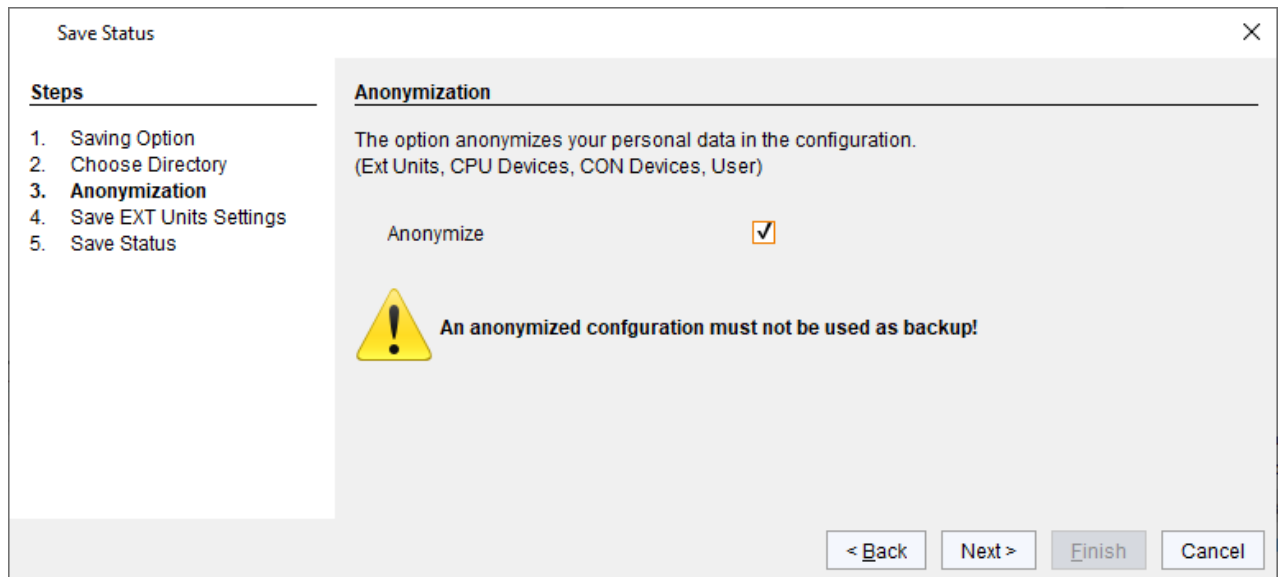 Save Status
Steps
1. Saving Option
2. Choose Directory
3. Anonymization
4. Save EXT Units Settings
5. Save Status
Anonymization
The option anonymizes your personal data in the configuration.
(Ext Units, CPU Devices, CON Devices, User)
Anonymize
An anonymized confguration must not be used as backup!
< Back Next > Finish Cancel